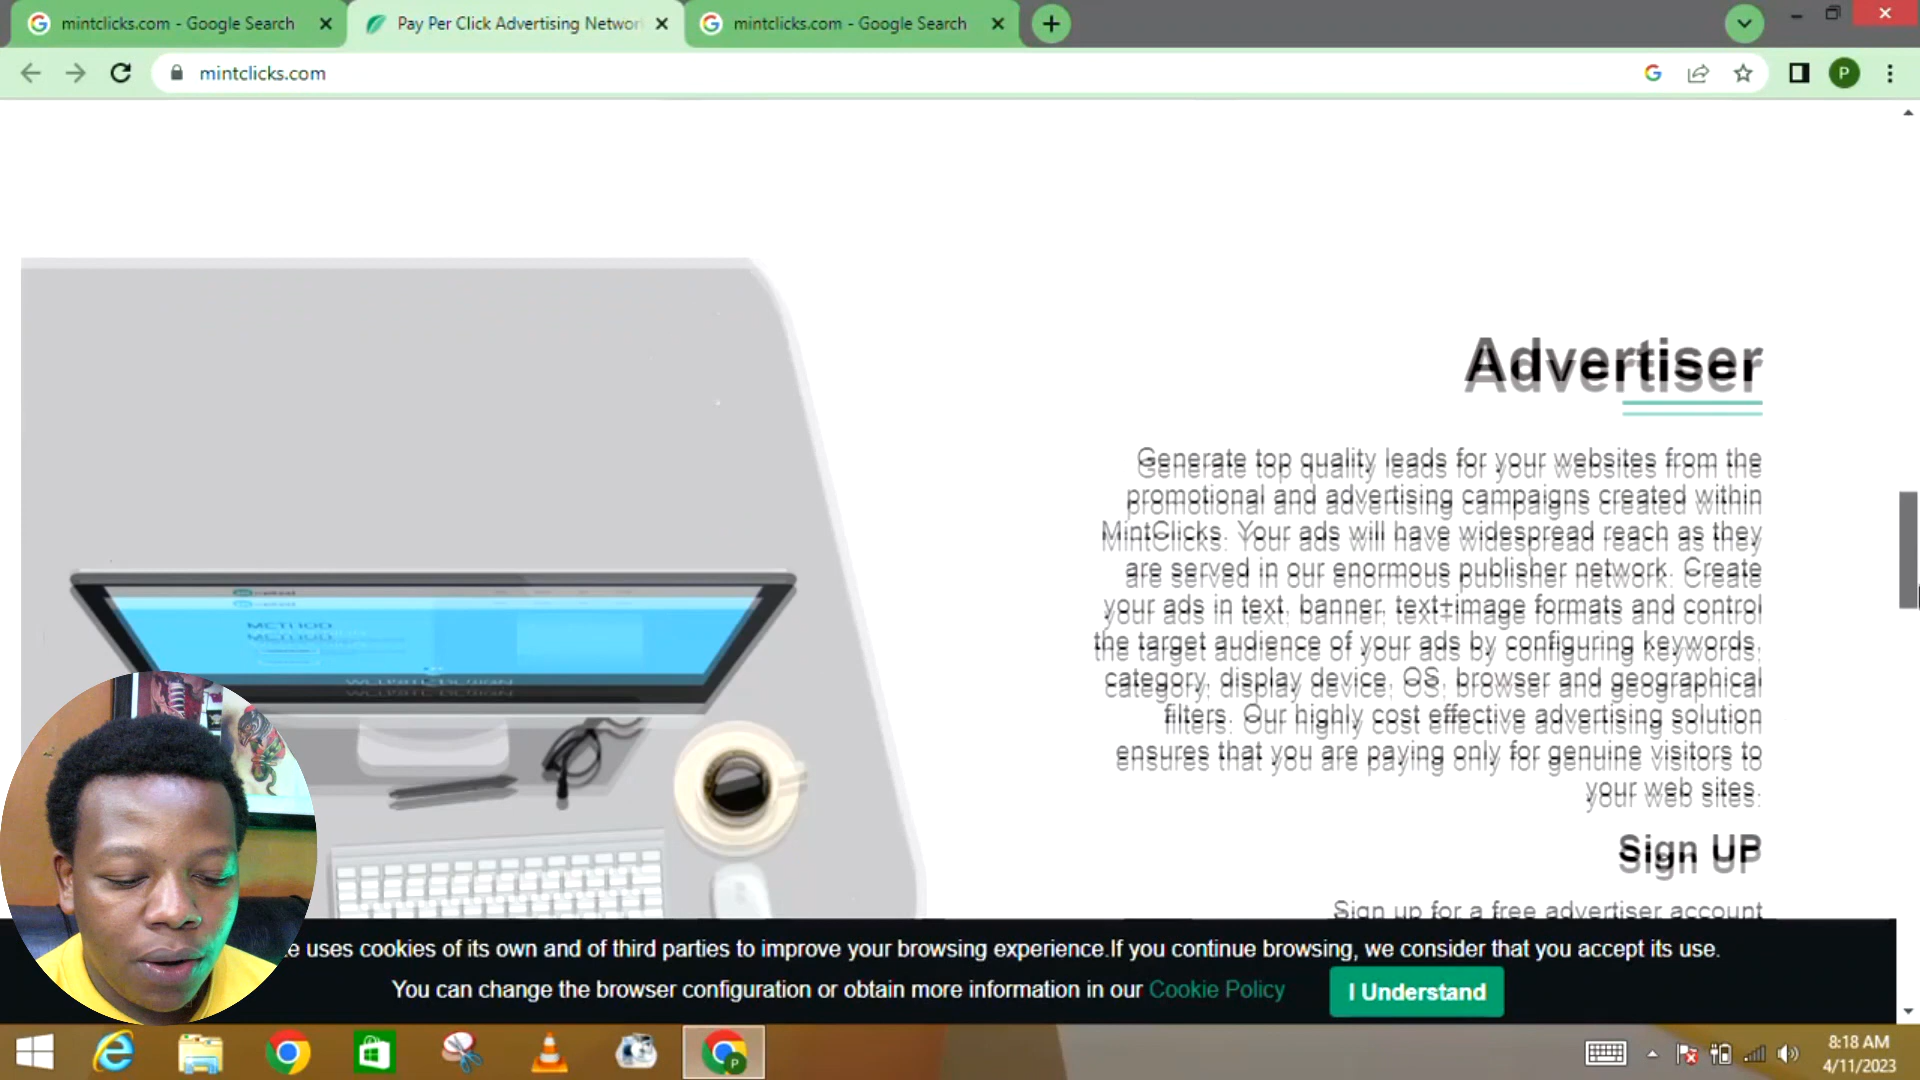 mintclicks.com - Google Search
Pay Per Click Advertising Networ
mintclicks.com - Google Search
mintclicks.com
P
Advertiser
Generate top quality leads for your websites from the
promotional and advertising campaigns created within
MintClicks. Your ads will have widespread reach as they
are served in our enormous publisher network. Create
your ads in text, banner, text+image formats and control
the target audience of your ads by configuring keywords,
category, display device, OS, browser and geographical
filters. Our highly cost effective advertising solution
ensures that you are paying only for genuine visitors to
your web sites.
Sign UP
Sign up for a free advertiser account
METHOD
e uses cookies of its own and of third parties to improve your browsing experience.If you continue browsing, we consider that you accept its use.
You can change the browser configuration or obtain more information in our Cookie Policy
I Understand
P
8:18 AM
4/11/2023